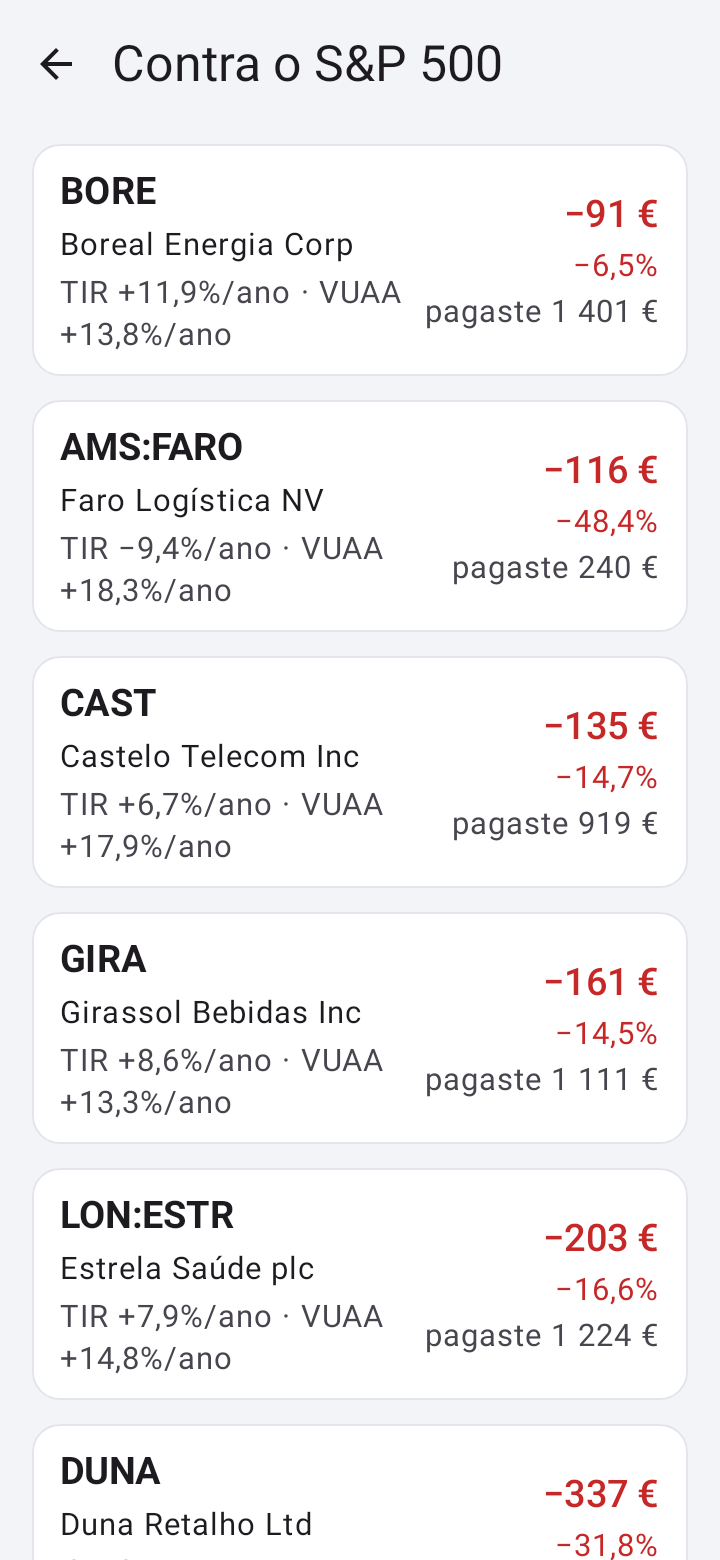 Contra o S&P 500
BORE
Boreal Energia Corp
TIR +11,9%/ano · VUAA
+13,8%/ano
−91 €
−6,5%
pagaste 1 401 €
AMS:FARO
Faro Logística NV
TIR −9,4%/ano · VUAA
+18,3%/ano
−116 €
−48,4%
pagaste 240 €
CAST
Castelo Telecom Inc
TIR +6,7%/ano · VUAA
+17,9%/ano
−135 €
−14,7%
pagaste 919 €
GIRA
Girassol Bebidas Inc
TIR +8,6%/ano · VUAA
+13,3%/ano
−161 €
−14,5%
pagaste 1 111 €
LON:ESTR
Estrela Saúde plc
TIR +7,9%/ano · VUAA
+14,8%/ano
−203 €
−16,6%
pagaste 1 224 €
DUNA
Duna Retalho Ltd
−337 €
−31,8%